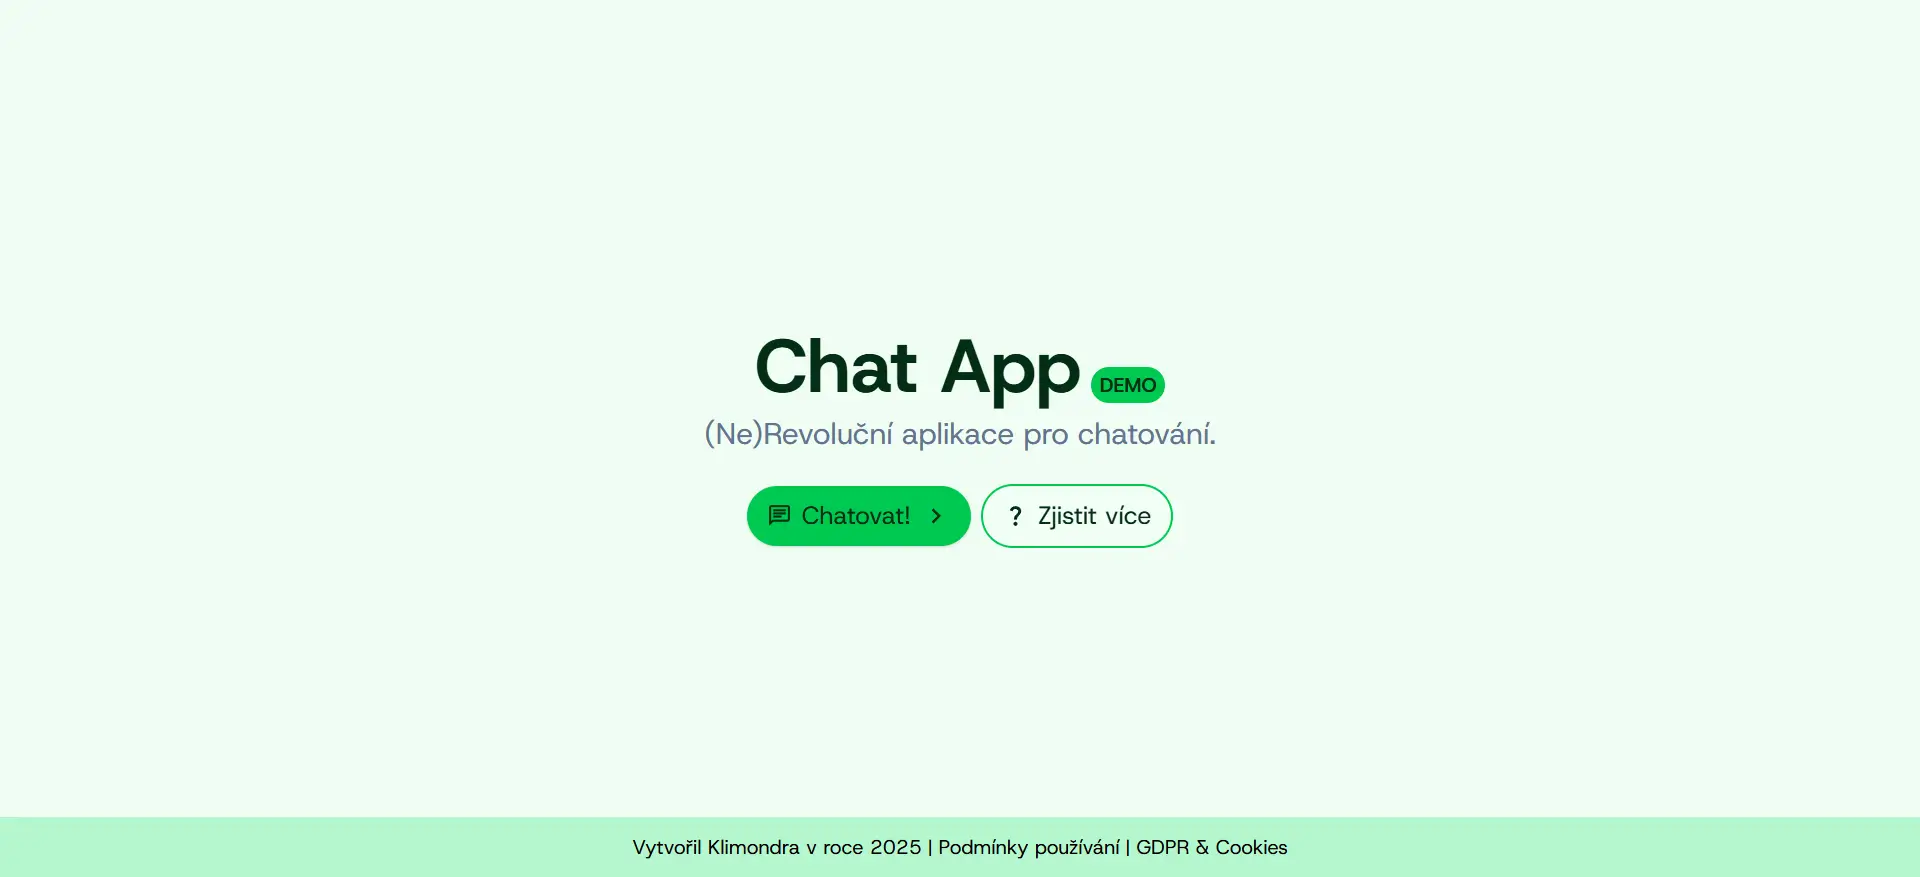 Chat App DEMO
(Ne)Revoluční aplikace pro chatování.
Chatovat! ? Zjistit více
Vytvořil Klimondra v roce 2025 | Podmínky používání | GDPR & Cookies